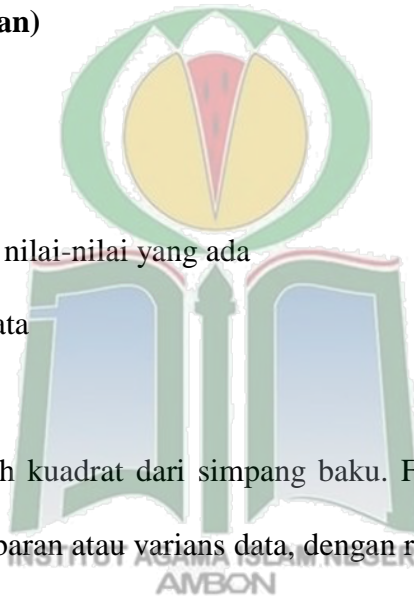 an)
nilai-nilai yang ada
ata
h kuadrat dari simpang baku. F
baran atau varians data, dengan r
INSTITUT AGAMA ISLAM NEGERI
AMBON